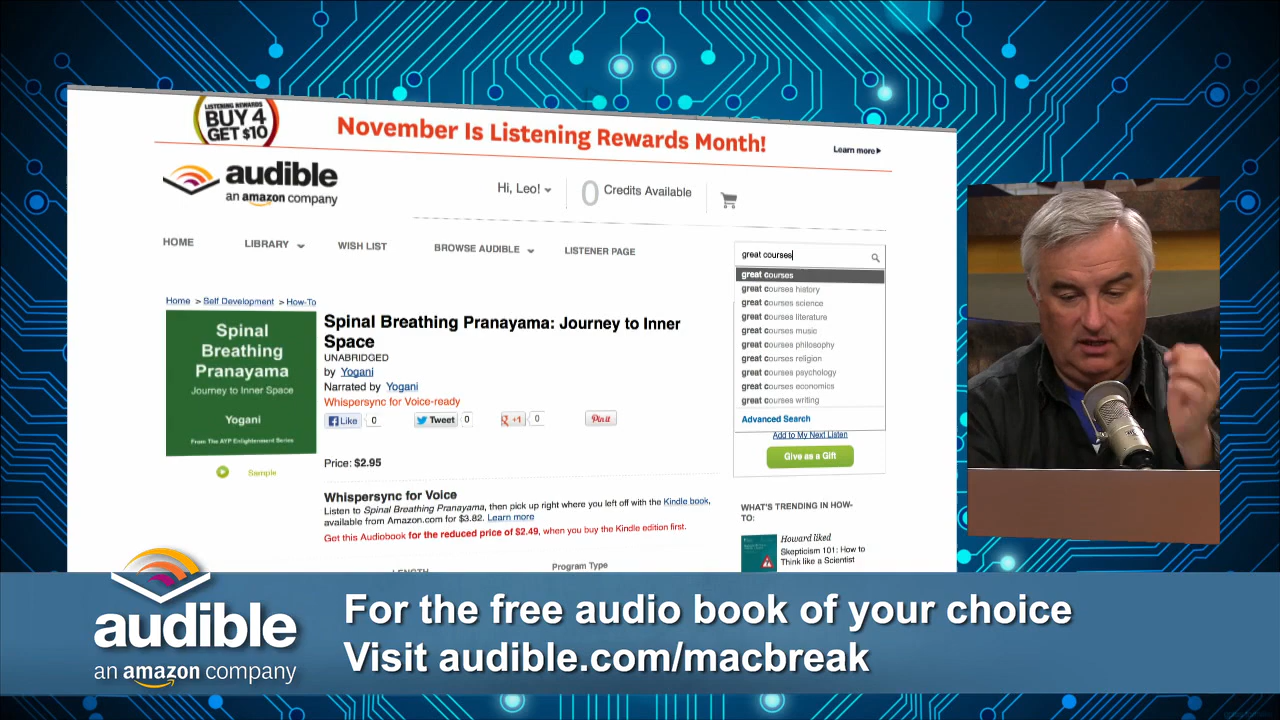 LISTENING REWARDS
BUY 4
GET $10
November Is Listening Rewards Month!
Learn more
audible
an amazon company
Hi, Leo!
0 Credits Available
HOME
LIBRARY
WISH LIST
BROWSE AUDIBLE
LISTENER PAGE
great courses
great courses
great courses history
great courses science
great courses literature
great courses music
great courses philosophy
great courses religion
great courses psychology
great courses economics
great courses writing
Advanced Search
Add to My Next Listen
Give as a Gift
Home > Self Development > How-To
Spinal
Breathing
Pranayama
Journey to Inner Space
Yogani
From The AYP Enlightenment Series
Sample
Spinal Breathing Pranayama: Journey to Inner
Space
UNABRIDGED
by Yogani
Narrated by Yogani
Whispersync for Voice-ready
Like 0
Tweet 0
+1 0
Pin it
Price: $2.95
Whispersync for Voice
Listen to Spinal Breathing Pranayama, then pick up right where you left off with the Kindle book,
available from Amazon.com for $3.82. Learn more
Get this Audiobook for the reduced price of $2.49, when you buy the Kindle edition first.
LENGTH
Program Type
WHAT'S TRENDING IN HOW-
TO:
Howard liked
Skepticism 101: How to
Think like a Scientist
audible
an amazon company
For the free audio book of your choice
Visit audible.com/macbreak